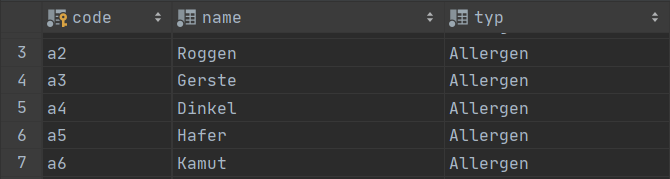 code name typ
3 a2 Roggen Allergen
4 a3 Gerste Allergen
5 a4 Dinkel Allergen
6 a5 Hafer Allergen
7 a6 Kamut Allergen